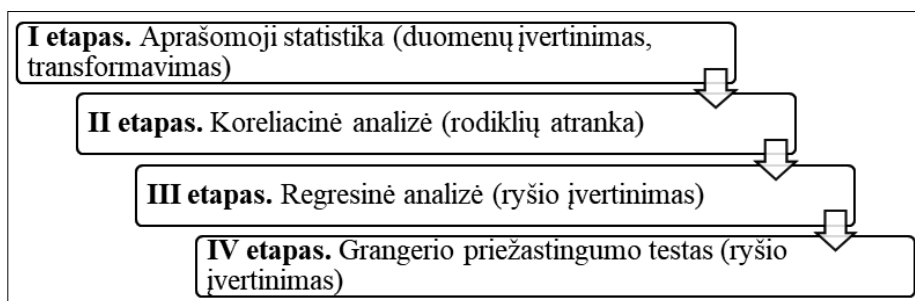 I etapas. Aprašomoji statistika (duomenų įvertinimas,
transformavimas)
II etapas. Koreliacinė analizė (rodiklių atranka)
III etapas. Regresinė analizė (ryšio įvertinimas)
IV etapas. Grangerio priežastingumo testas (ryšio
įvertinimas)